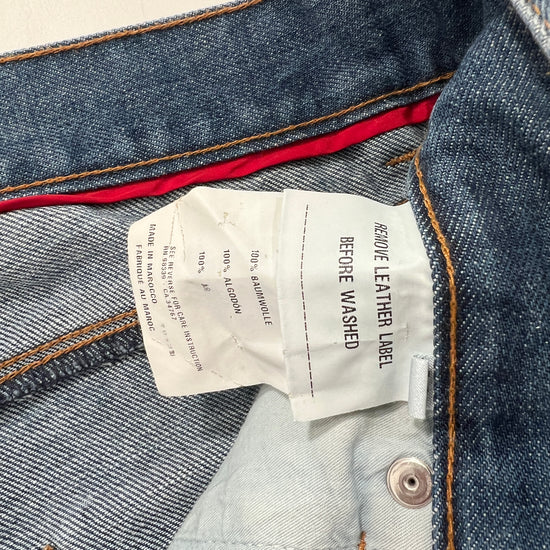 REMOVE LEATHER LABEL
BEFORE WASHED
100% BAUMWOLLE
100% ALGODÓN
100%
SEE REVERSE FOR CARE INSTRUCTION
MADE IN MAROCCO
FABRIQUÉ AU MAROC